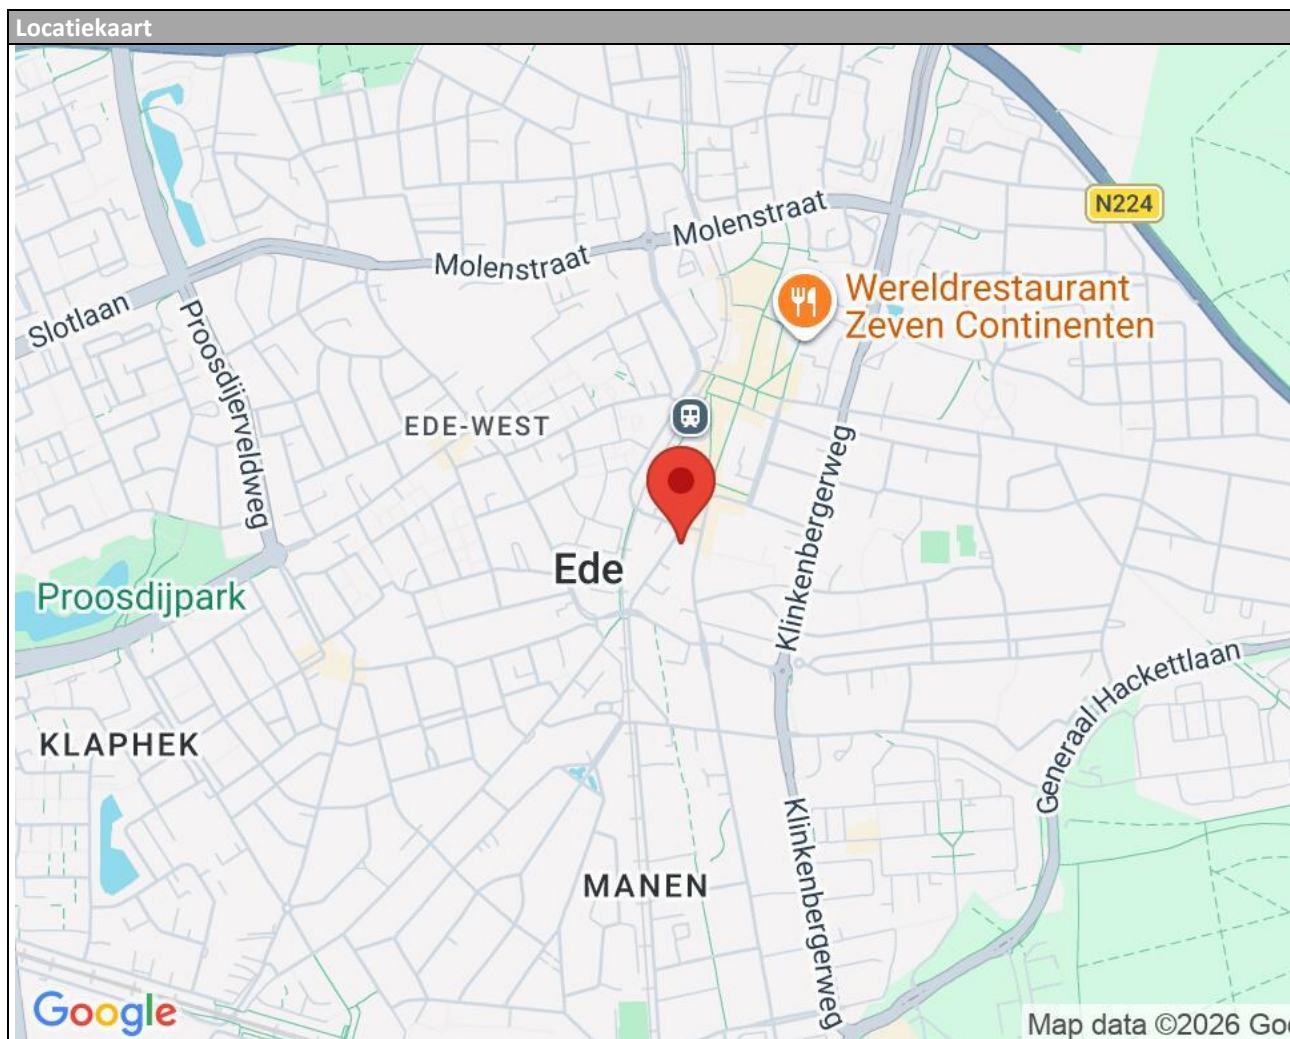 Locatiekaart
N224
Molenstraat
Molenstraat
Wereldrestaurant
Zeven Continenten
Slotlaan
Proosdijerveldweg
EDE-WEST
Klinkenbergerweg
Ede
Proosdijpark
Generaal Hackettlaan
KLAPHEK
Klinkenbergerweg
MANEN
Google
Map data ©2026 Goo